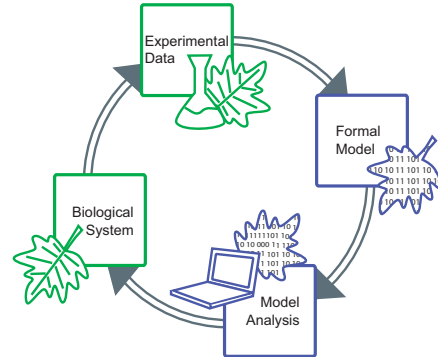 Experimental
Data
Formal
Model
Biological
System
Model
Analysis